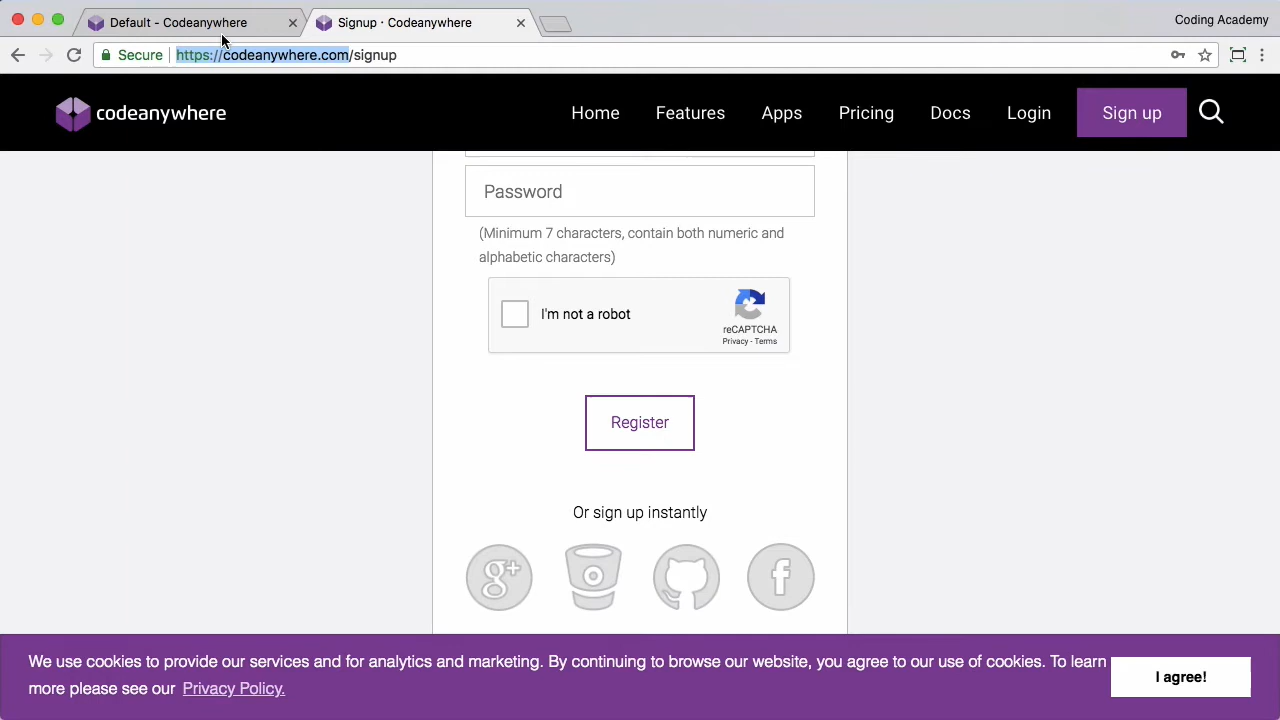 Default - Codeanywhere
Signup · Codeanywhere
Coding Academy
Secure
https://codeanywhere.com/signup
codeanywhere
Home
Features
Apps
Pricing
Docs
Login
Sign up
Password
(Minimum 7 characters, contain both numeric and
alphabetic characters)
I'm not a robot
reCAPTCHA
Privacy - Terms
Register
Or sign up instantly
g+
f
We use cookies to provide our services and for analytics and marketing. By continuing to browse our website, you agree to our use of cookies. To learn
more please see our Privacy Policy.
I agree!